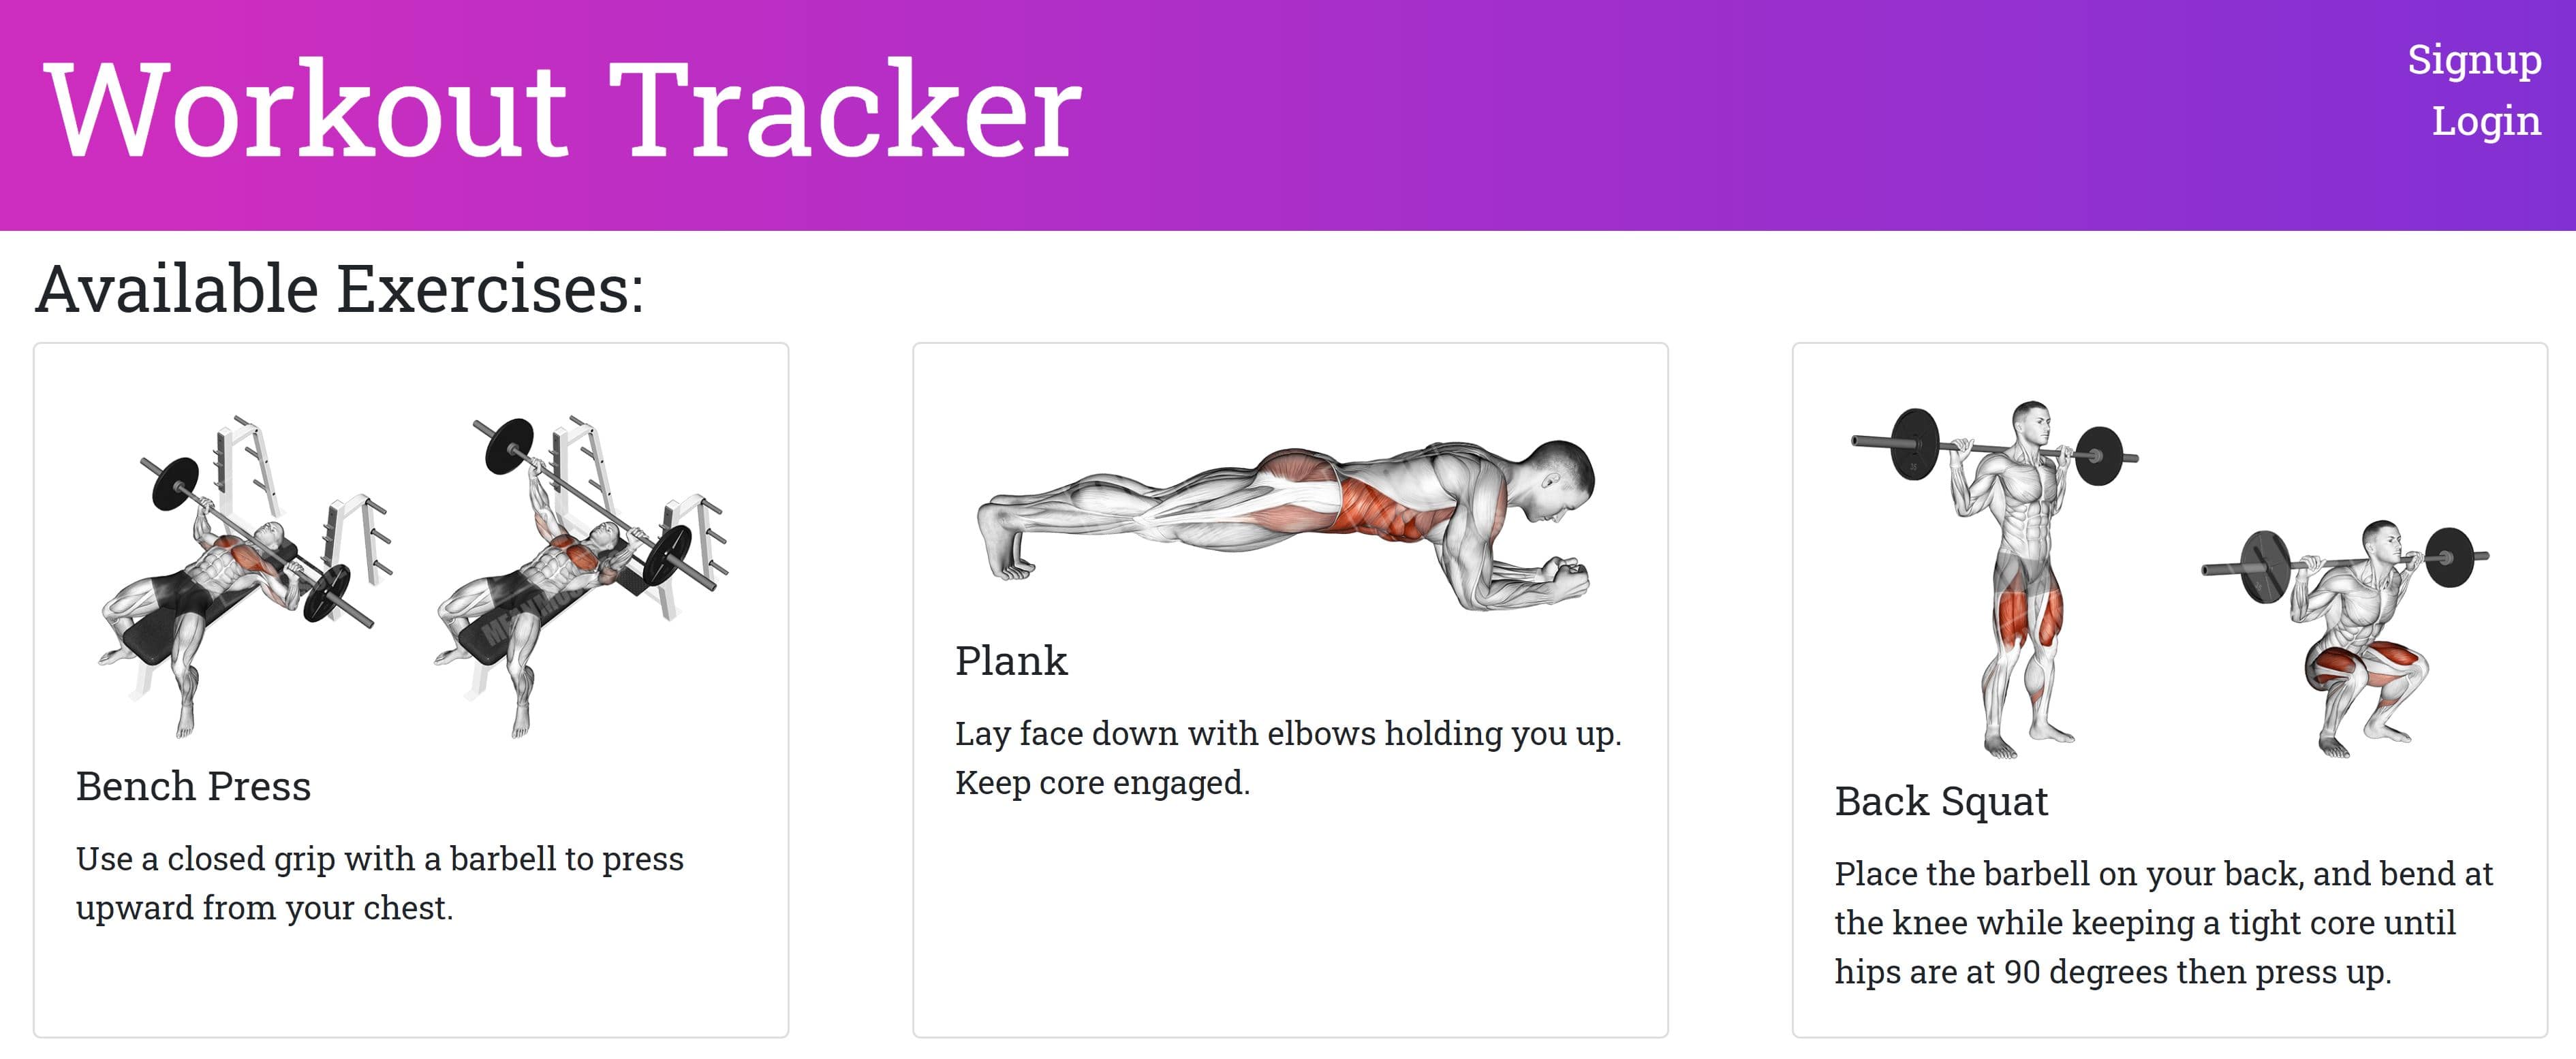 Workout Tracker
Signup
Login
Available Exercises:
Bench Press
Use a closed grip with a barbell to press
upward from your chest.
Plank
Lay face down with elbows holding you up.
Keep core engaged.
Back Squat
Place the barbell on your back, and bend at
the knee while keeping a tight core until
hips are at 90 degrees then press up.